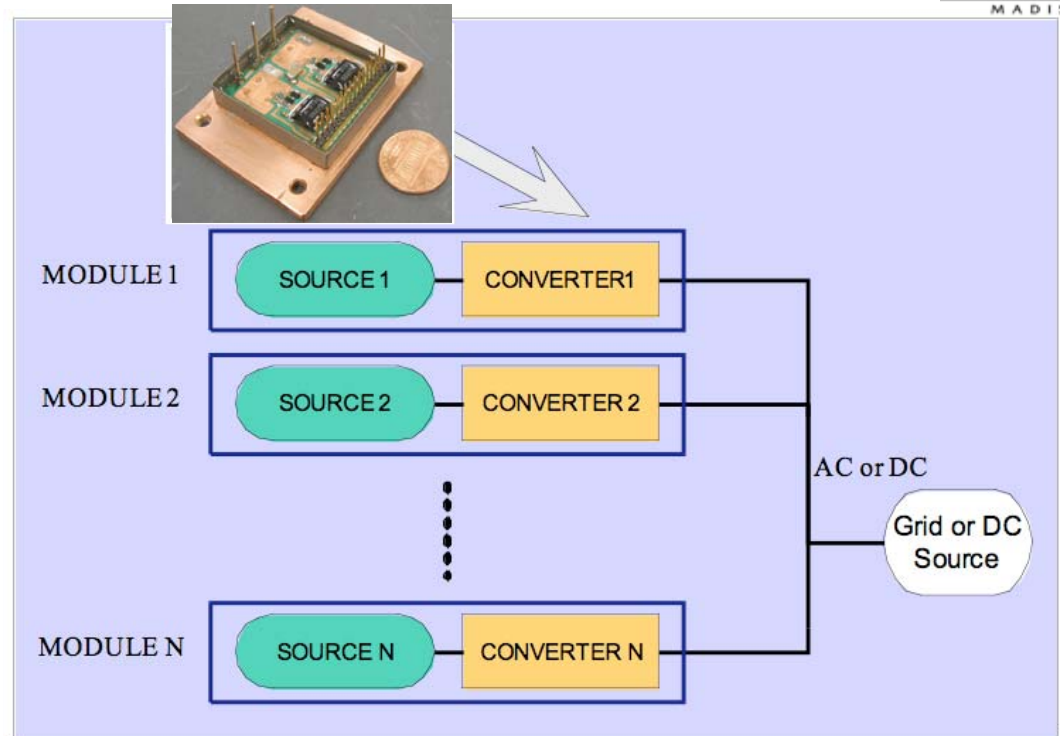 MODULE 1
SOURCE 1
CONVERTER1
MODULE 2
SOURCE 2
CONVERTER 2
AC or DC
Grid or DC
Source
MODULE N
SOURCE N
CONVERTER N